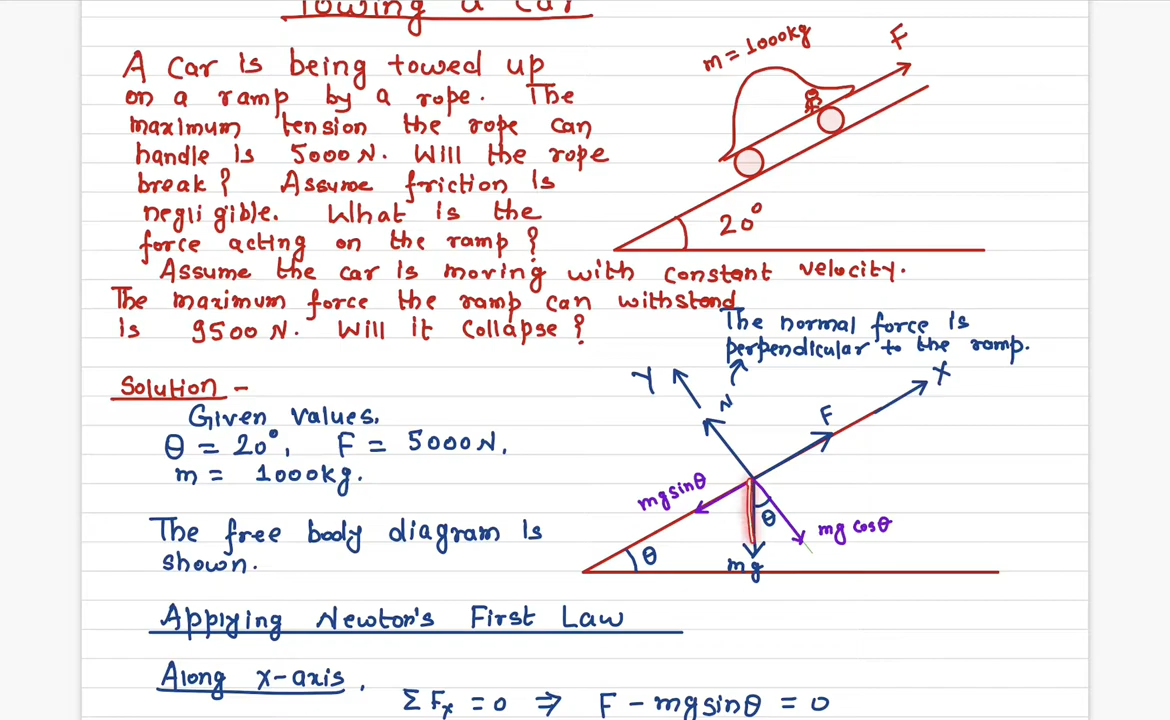 Towing a Car
A Car is being towed up
on a ramp by a rope. The
maximum tension the rope can
handle is 5000 N. Will the rope
break? Assume friction is
negligible. What is the
force acting on the ramp?
Assume the car is moving with constant velocity.
The maximum force the ramp can withstand
is 9500 N. Will it collapse?
m = 1000kg
F
20°
The normal force is
perpendicular to the ramp.
Solution -
Given values.
θ = 20°, F = 5000N,
m = 1000kg.
The free body diagram is
shown.
Y
N
X
F
mg sinθ
θ
mg cosθ
θ
mg
Applying Newton's First Law
Along x-axis.
Σ Fx = 0 ⇒ F - mg sinθ = 0